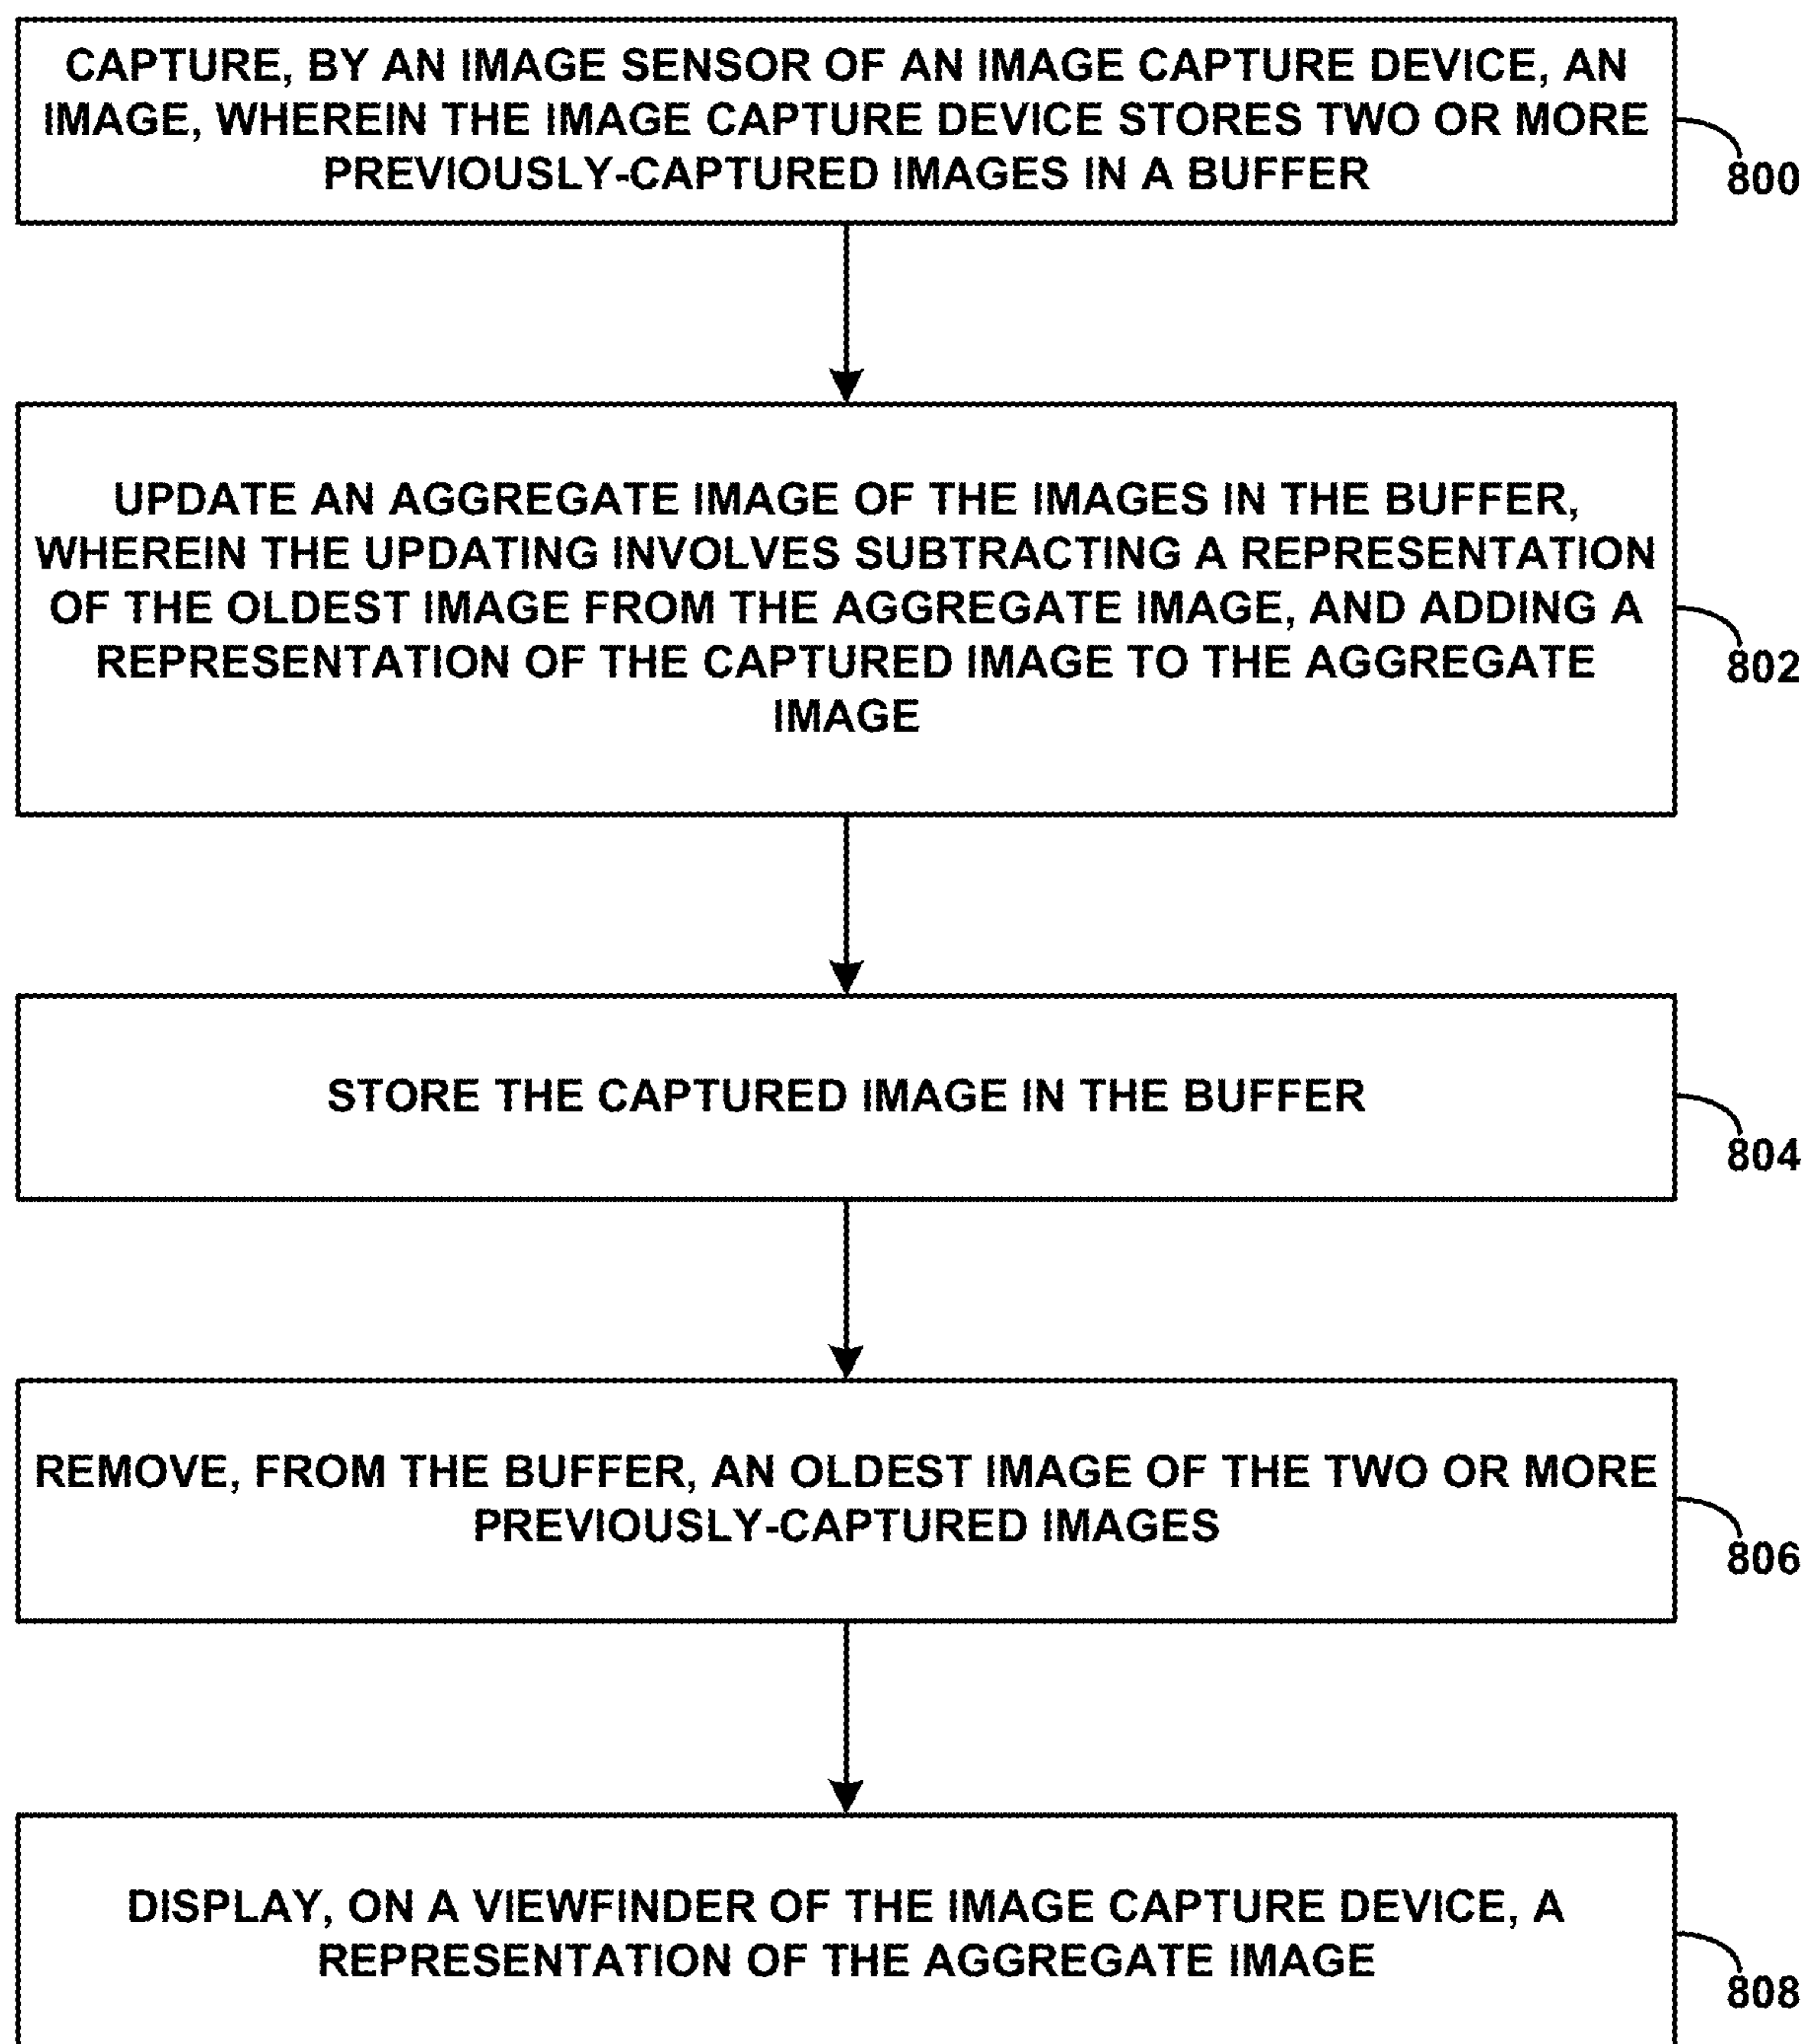 CAPTURE, BY AN IMAGE SENSOR OF AN IMAGE CAPTURE DEVICE, AN
IMAGE, WHEREIN THE IMAGE CAPTURE DEVICE STORES TWO OR MORE
PREVIOUSLY-CAPTURED IMAGES IN A BUFFER
800
UPDATE AN AGGREGATE IMAGE OF THE IMAGES IN THE BUFFER,
WHEREIN THE UPDATING INVOLVES SUBTRACTING A REPRESENTATION
OF THE OLDEST IMAGE FROM THE AGGREGATE IMAGE, AND ADDING A
REPRESENTATION OF THE CAPTURED IMAGE TO THE AGGREGATE
IMAGE
802
STORE THE CAPTURED IMAGE IN THE BUFFER
804
REMOVE, FROM THE BUFFER, AN OLDEST IMAGE OF THE TWO OR MORE
PREVIOUSLY-CAPTURED IMAGES
806
DISPLAY, ON A VIEWFINDER OF THE IMAGE CAPTURE DEVICE, A
REPRESENTATION OF THE AGGREGATE IMAGE
808